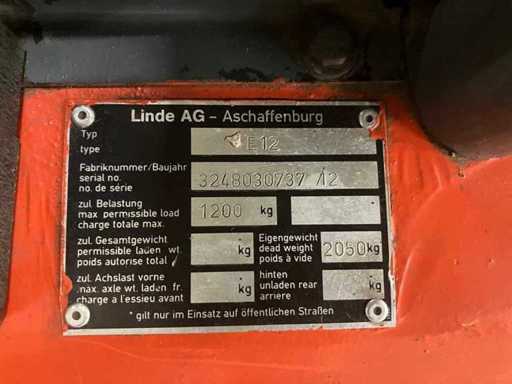 Linde AG - Aschaffenburg
Typ
type
E12
Fabriknummer/Baujahr
serial no.
no. de série
3248030737 /12
zul. Belastung
max. permissible load
charge totale max.
1200 kg
zul. Gesamtgewicht
permissible laden wt.
poids autorise total
kg
Eigengewicht
dead weight
poids à vide
2050 kg
zul. Achslast vorne
max. axle wt. laden fr.
charge a l'essieu avant
kg
hinten
unladen rear
arriere
kg
* gilt nur im Einsatz auf öffentlichen Straßen